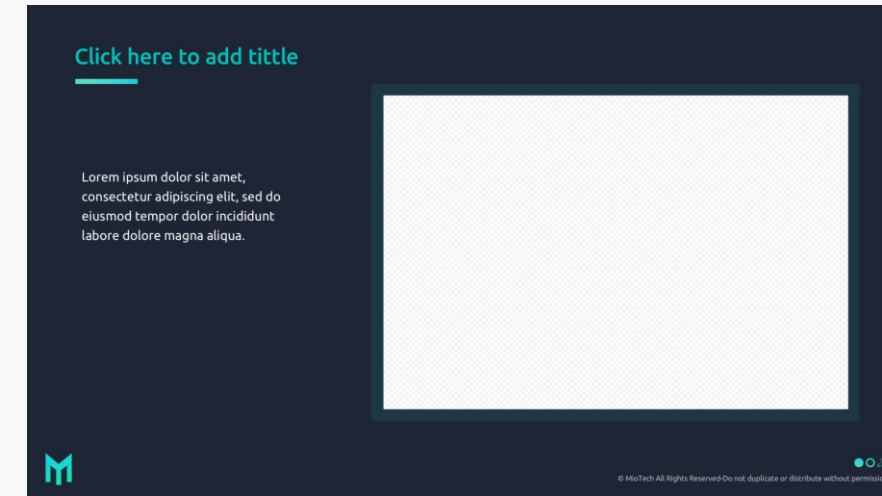 Click here to add tittle
Lorem ipsum dolor sit amet,
consectetur adipiscing elit, sed do
eiusmod tempor dolor incididunt
labore dolore magna aliqua.
© MioTech All Rights Reserved-Do not duplicate or distribute without permissio